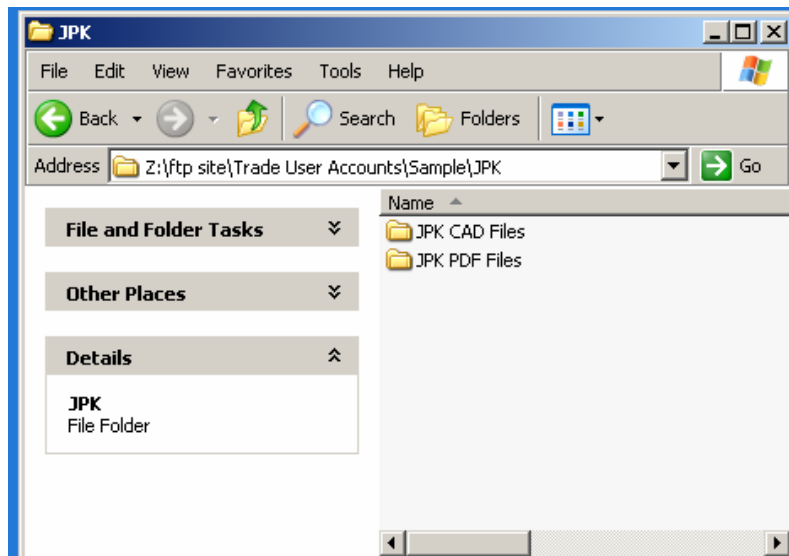 JPK
File Edit View Favorites Tools Help
Back Search Folders
Address Z:\ftp site\Trade User Accounts\Sample\JPK Go
Name
File and Folder Tasks
JPK CAD Files
JPK PDF Files
Other Places
Details
JPK
File Folder